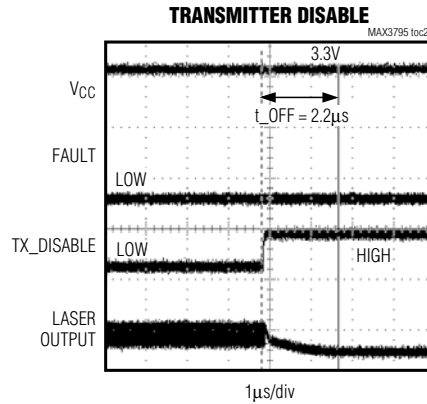 TRANSMITTER DISABLE
MAX3795 toc2
3.3V
VCC
t_OFF = 2.2μs
FAULT
LOW
TX_DISABLE
LOW
HIGH
LASER
OUTPUT
1μs/div